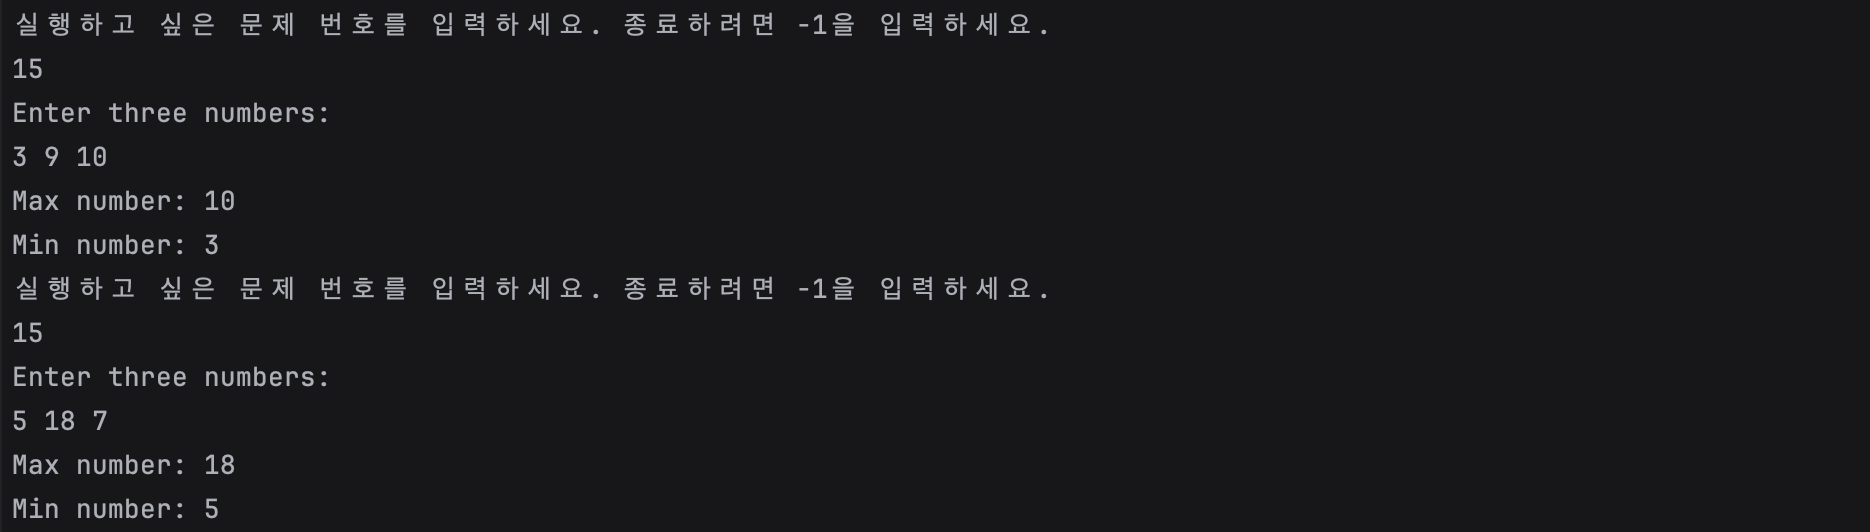 실행하고 싶은 문제 번호를 입력하세요. 종료하려면 -1을 입력하세요.
15
Enter three numbers:
3 9 10
Max number: 10
Min number: 3
실행하고 싶은 문제 번호를 입력하세요. 종료하려면 -1을 입력하세요.
15
Enter three numbers:
5 18 7
Max number: 18
Min number: 5